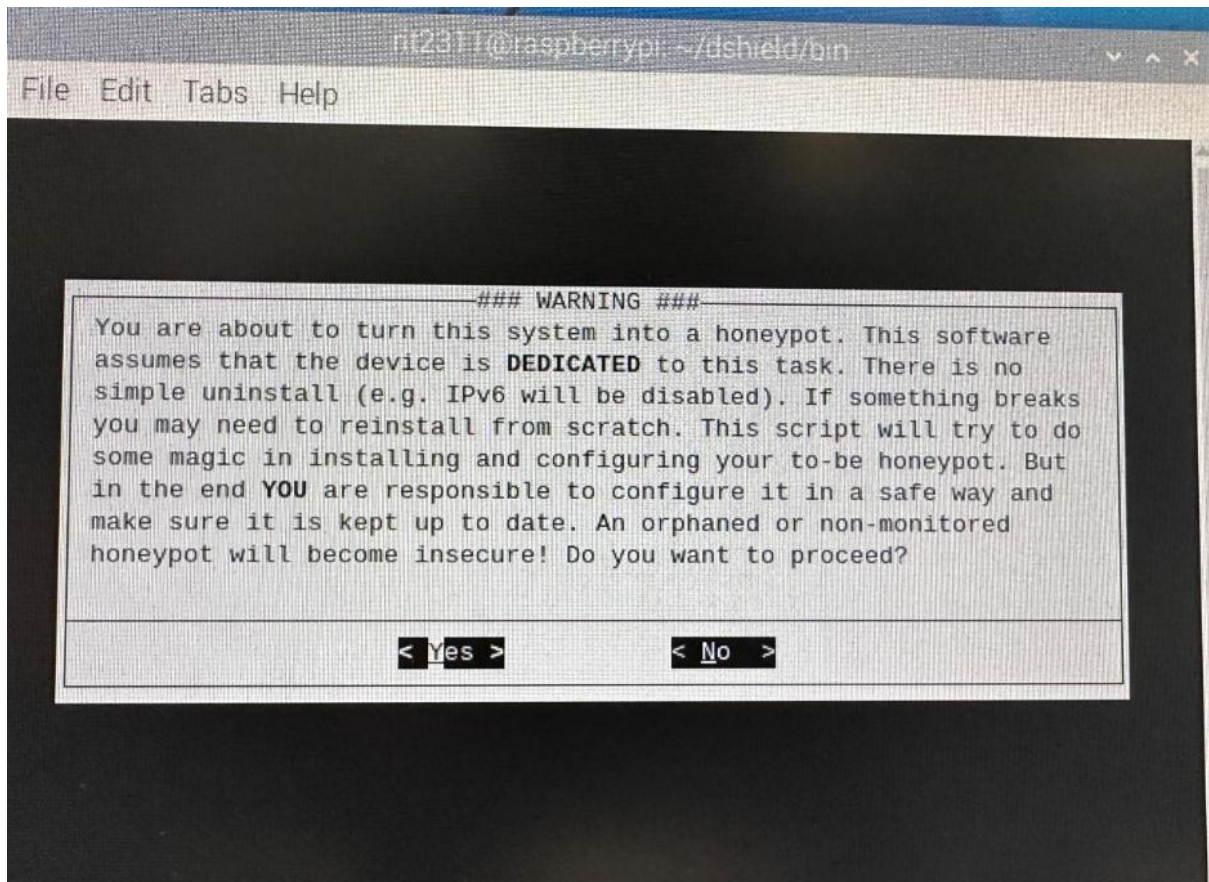 rit2311@raspberrypi: ~/dshield/bin
File Edit Tabs Help
### WARNING ###
You are about to turn this system into a honeypot. This software
assumes that the device is DEDICATED to this task. There is no
simple uninstall (e.g. IPv6 will be disabled). If something breaks
you may need to reinstall from scratch. This script will try to do
some magic in installing and configuring your to-be honeypot. But
in the end YOU are responsible to configure it in a safe way and
make sure it is kept up to date. An orphaned or non-monitored
honeypot will become insecure! Do you want to proceed?
< Yes > < No >